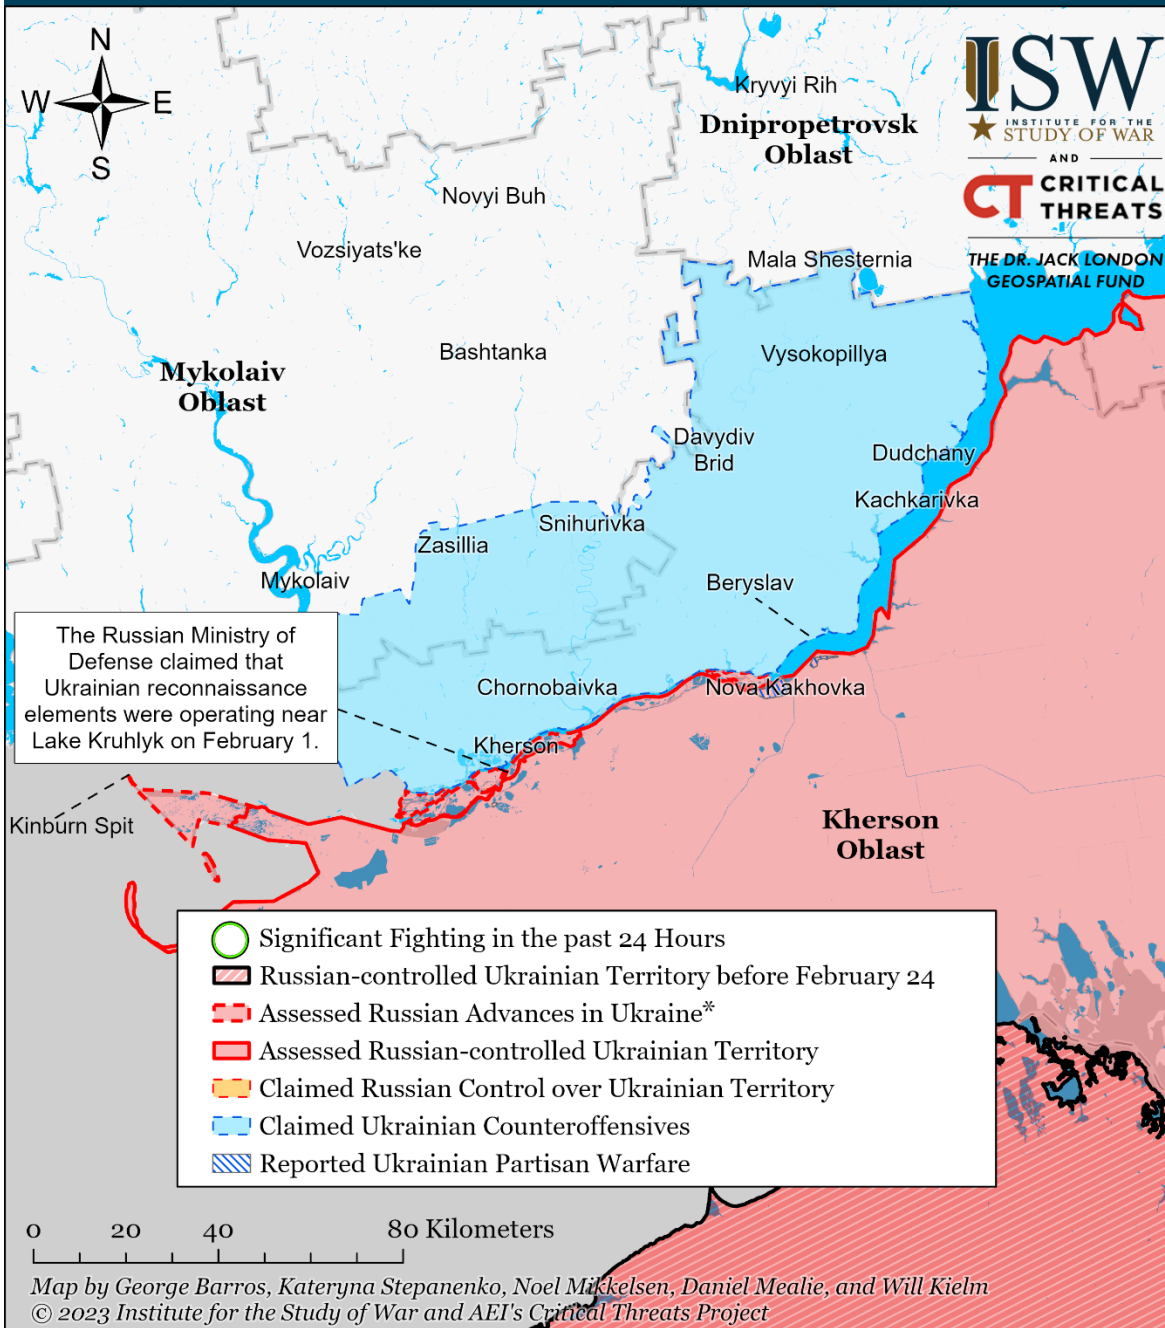 N
W
E
S
Kryvyi Rih
Dnipropetrovsk
Oblast
ISW
INSTITUTE FOR THE
STUDY OF WAR
AND
CT CRITICAL
THREATS
THE DR. JACK LONDON
GEOSPATIAL FUND
Novyi Buh
Vozsiyats'ke
Mala Shesternia
Bashtanka
Vysokopillya
Mykolaiv
Oblast
Davydiv
Brid
Dudchany
Kachkarivka
Snihurivka
Zasillia
Mykolaiv
Beryslav
The Russian Ministry of
Defense claimed that
Ukrainian reconnaissance
elements were operating near
Lake Kruhlyk on February 1.
Chornobaivka
Nova Kakhovka
Kherson
Kinburn Spit
Kherson
Oblast
Significant Fighting in the past 24 Hours
Russian-controlled Ukrainian Territory before February 24
Assessed Russian Advances in Ukraine*
Assessed Russian-controlled Ukrainian Territory
Claimed Russian Control over Ukrainian Territory
Claimed Ukrainian Counteroffensives
Reported Ukrainian Partisan Warfare
0 20 40 80 Kilometers
Map by George Barros, Kateryna Stepanenko, Noel Mikkelsen, Daniel Mealie, and Will Kielm
© 2023 Institute for the Study of War and AEI's Critical Threats Project